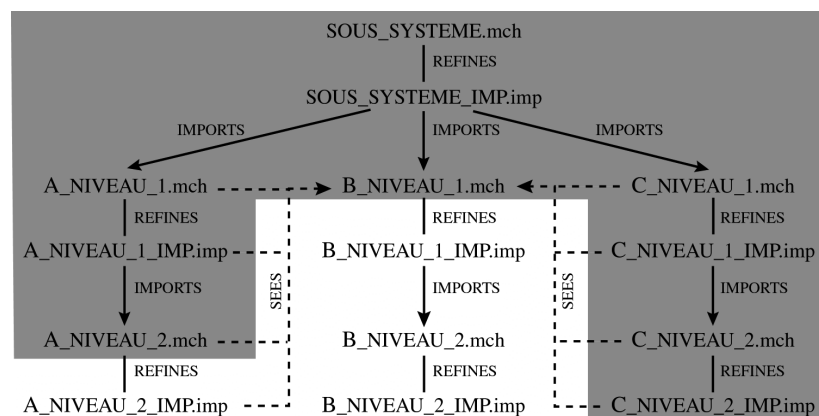 SOUS_SYSTEME.mch
REFINES
SOUS_SYSTEME_IMP.imp
IMPORTS IMPORTS IMPORTS
A_NIVEAU_1.mch B_NIVEAU_1.mch C_NIVEAU_1.mch
REFINES REFINES REFINES
A_NIVEAU_1_IMP.imp B_NIVEAU_1_IMP.imp C_NIVEAU_1_IMP.imp
IMPORTS SEES IMPORTS SEES IMPORTS
A_NIVEAU_2.mch B_NIVEAU_2.mch C_NIVEAU_2.mch
REFINES REFINES REFINES
A_NIVEAU_2_IMP.imp B_NIVEAU_2_IMP.imp C_NIVEAU_2_IMP.imp